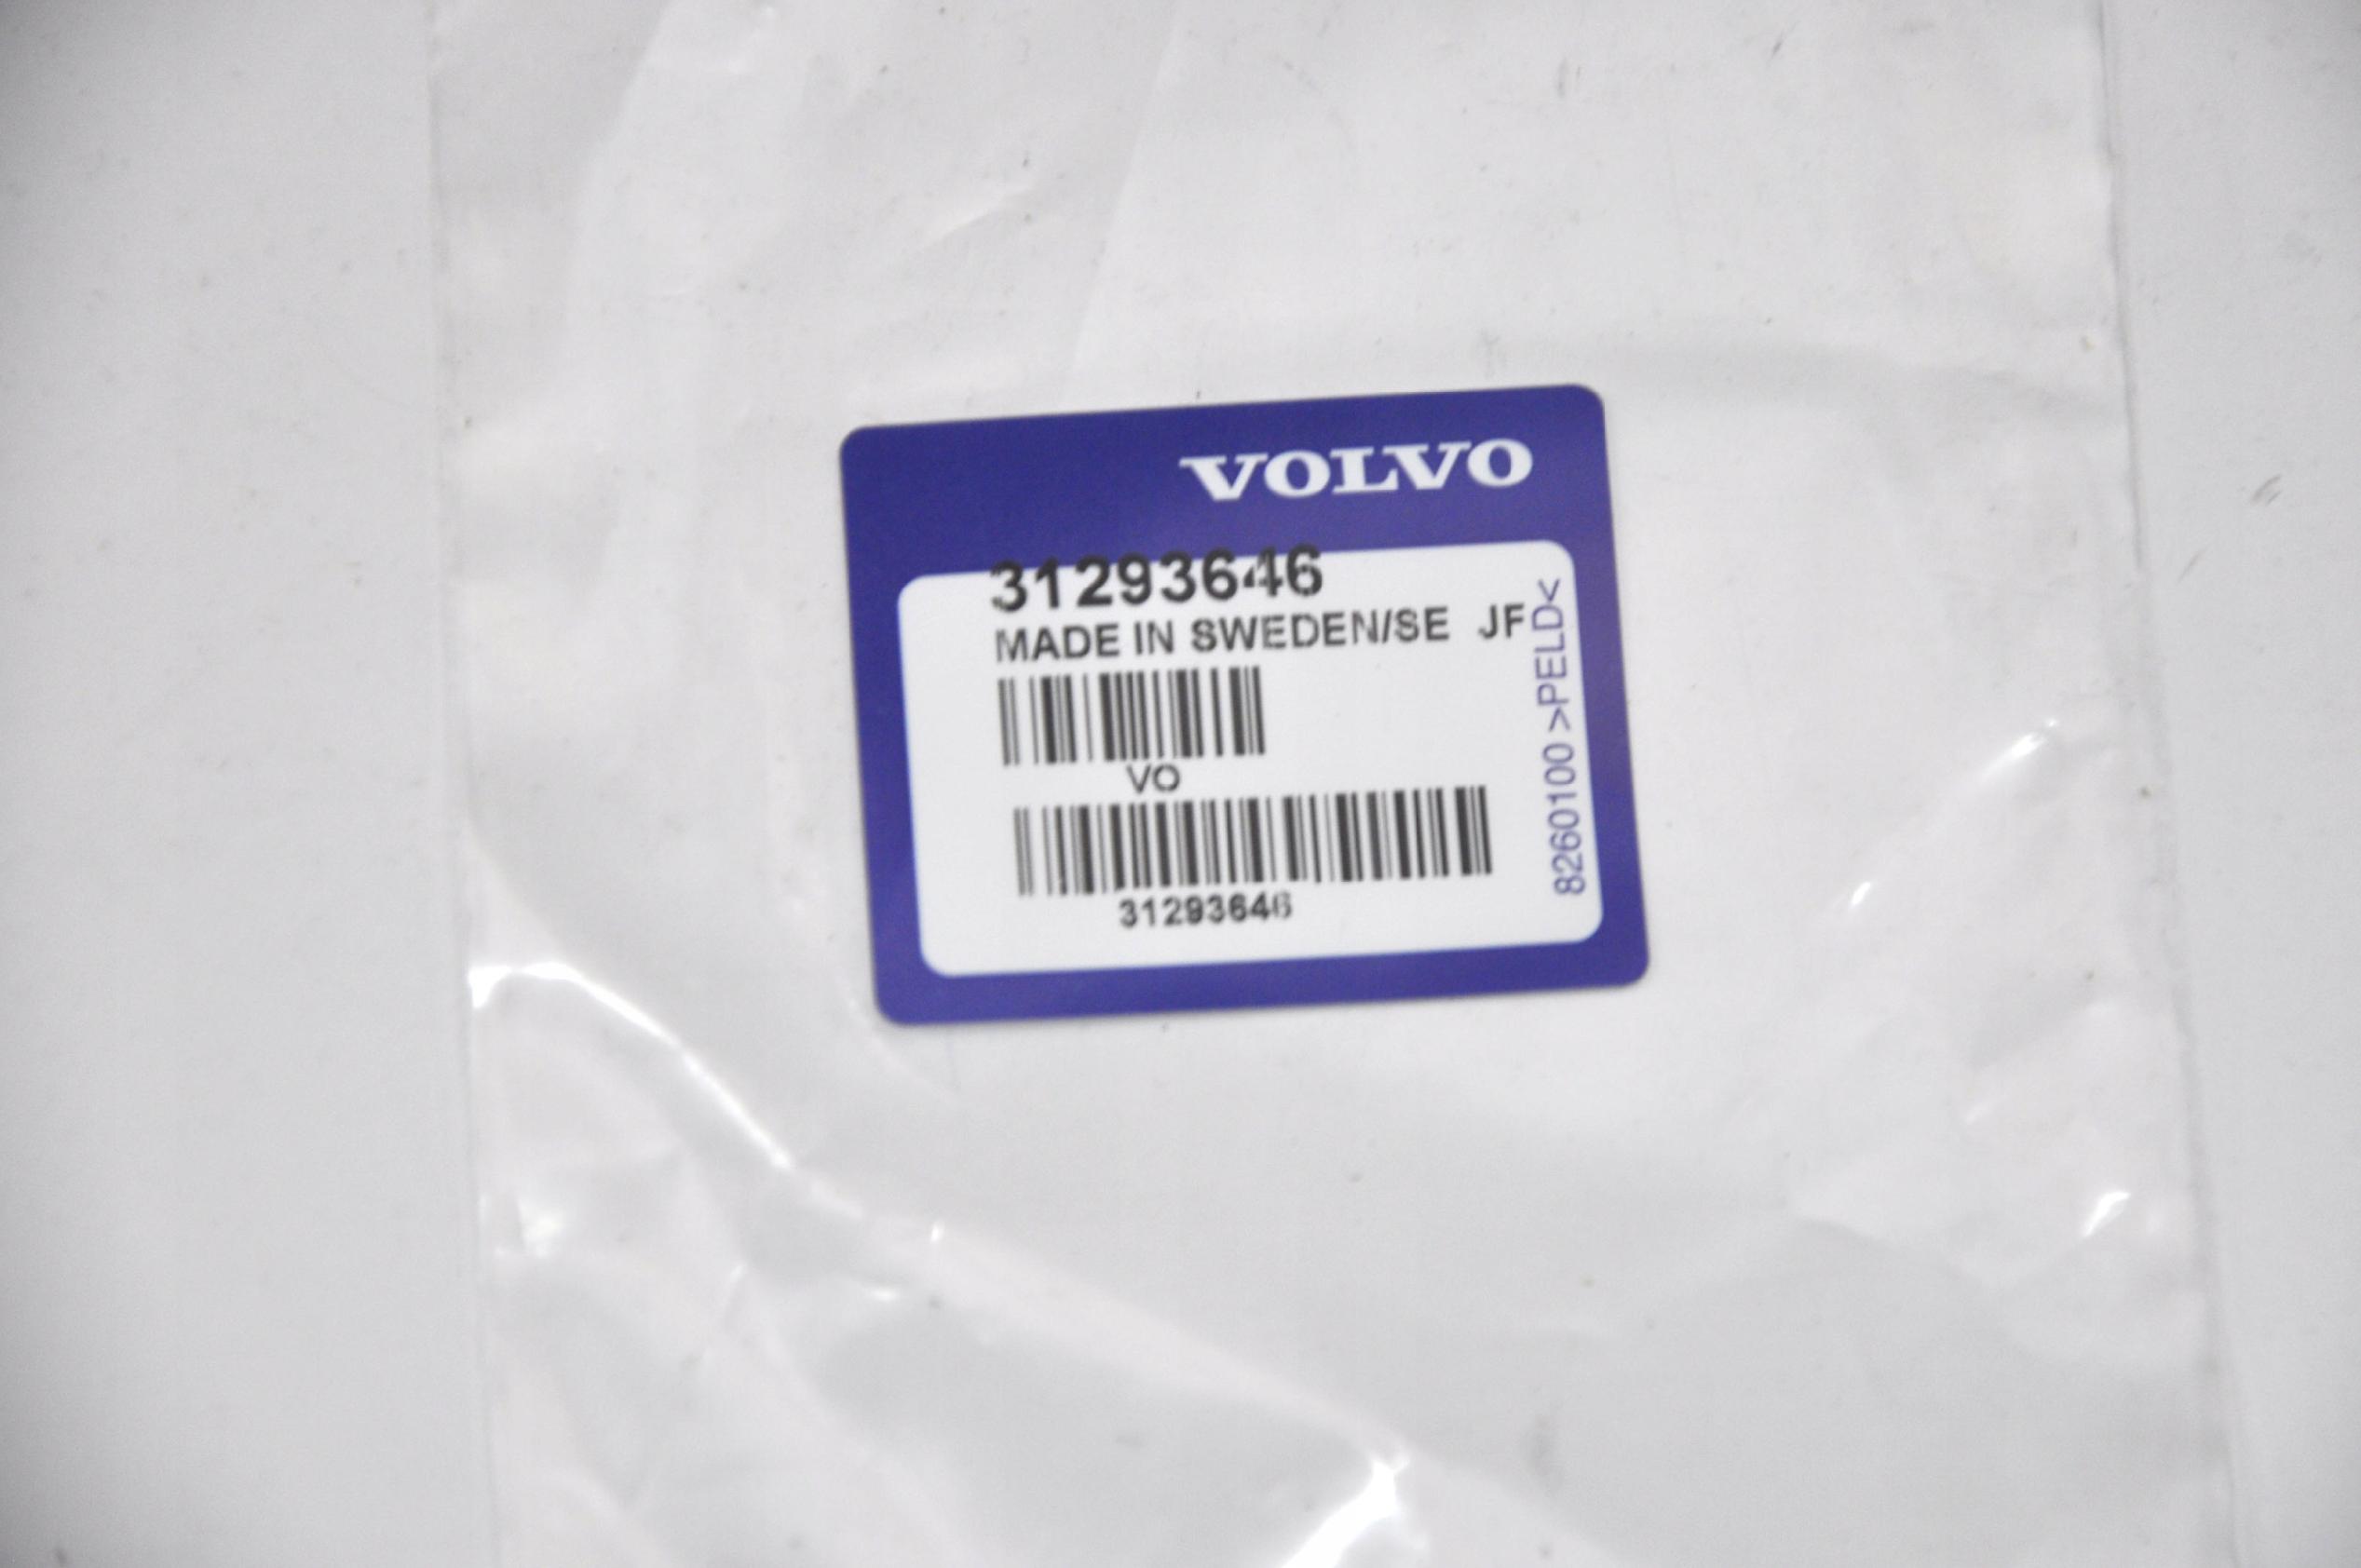 VOLVO
31293646
MADE IN SWEDEN/SE JF
VO
31293646
8260100 >PELD<